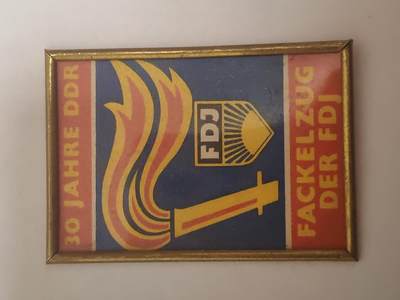 30 JAHRE DDR
FDJ
FACKELZUG
DER FDJ